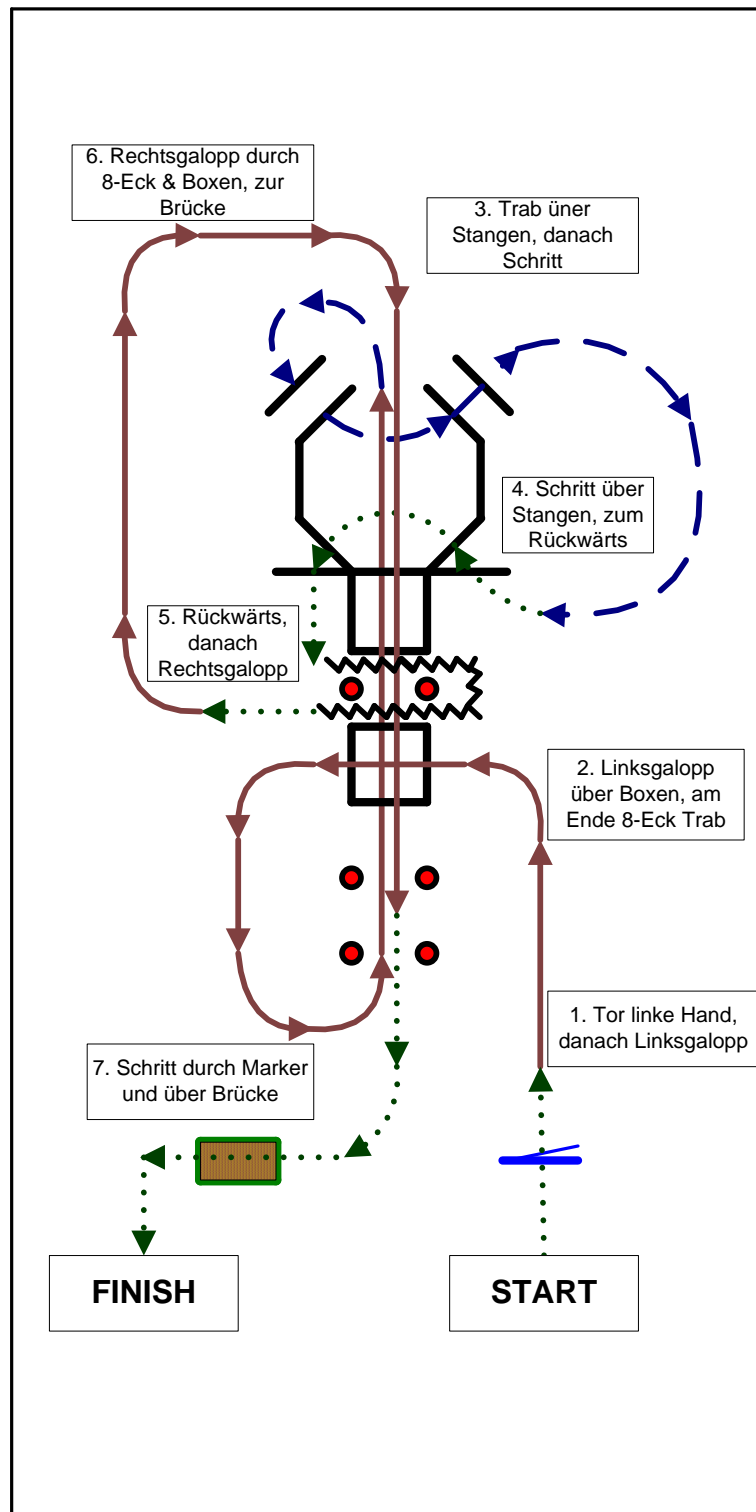 6. Rechtsgalopp durch
8-Eck & Boxen, zur
Brücke
3. Trab üner
Stangen, danach
Schritt
4. Schritt über
Stangen, zum
Rückwärts
5. Rückwärts,
danach
Rechtsgalopp
2. Linksgalopp
über Boxen, am
Ende 8-Eck Trab
1. Tor linke Hand,
danach Linksgalopp
7. Schritt durch Marker
und über Brücke
FINISH
START